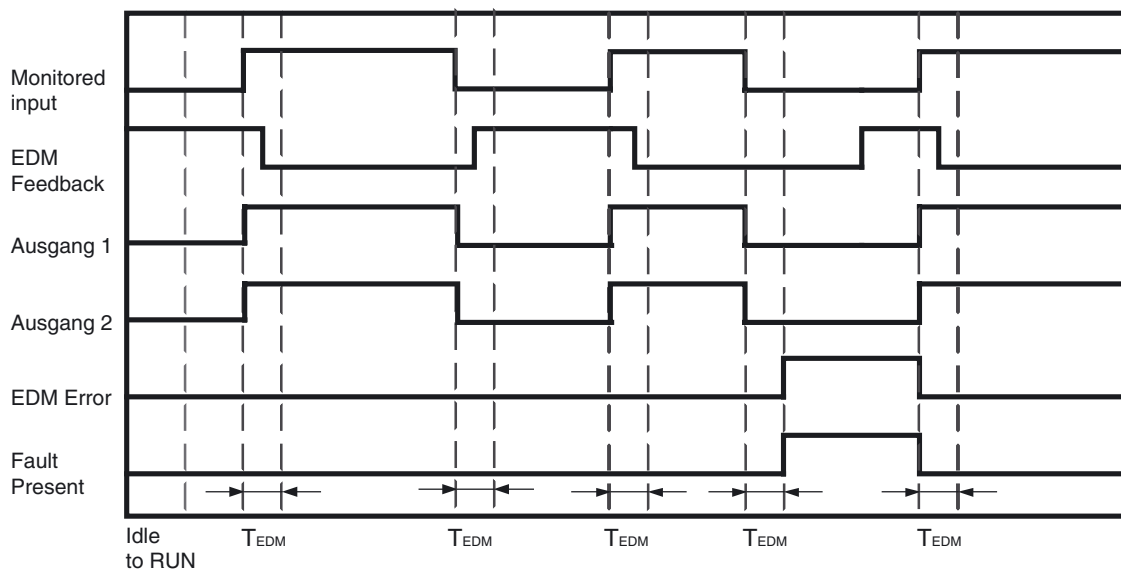 Monitored
input
EDM
Feedback
Ausgang 1
Ausgang 2
EDM Error
Fault
Present
Idle
to RUN
TEDM
TEDM
TEDM
TEDM
TEDM